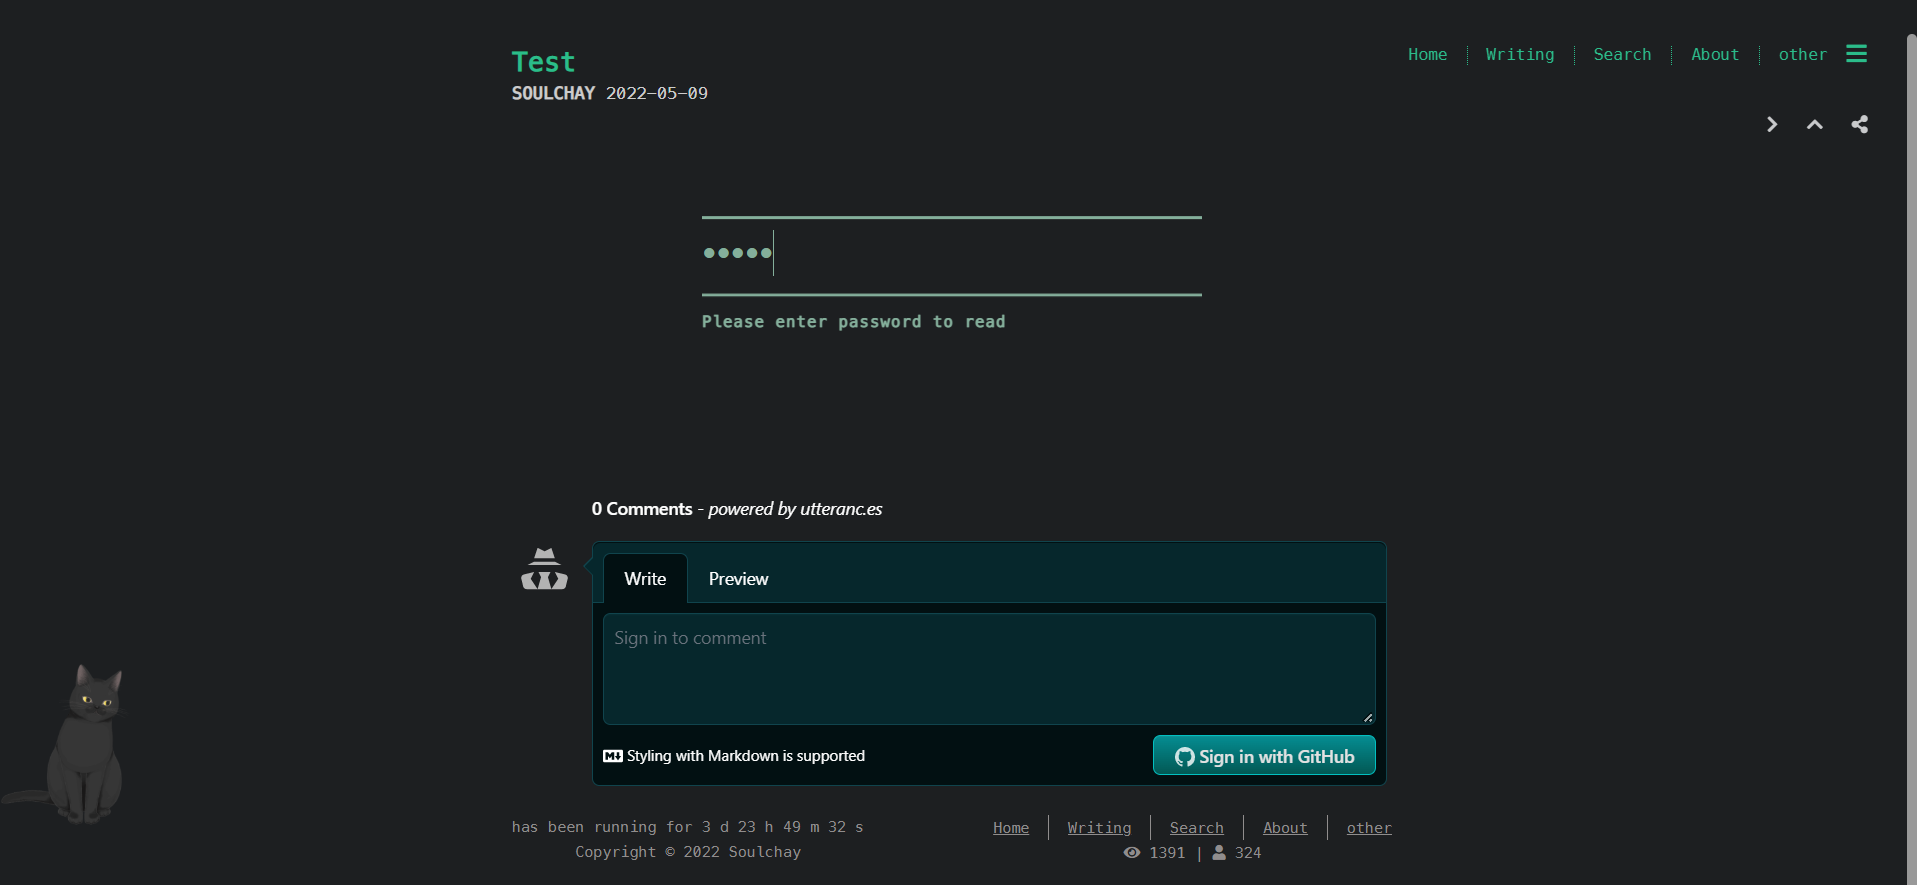 Test
SOULCHAY 2022-05-09
Home Writing Search About other
•••••
Please enter password to read
0 Comments - powered by utteranc.es
Write Preview
Sign in to comment
Styling with Markdown is supported
Sign in with GitHub
has been running for 3 d 23 h 49 m 32 s
Copyright © 2022 Soulchay
Home Writing Search About other
1391 | 324